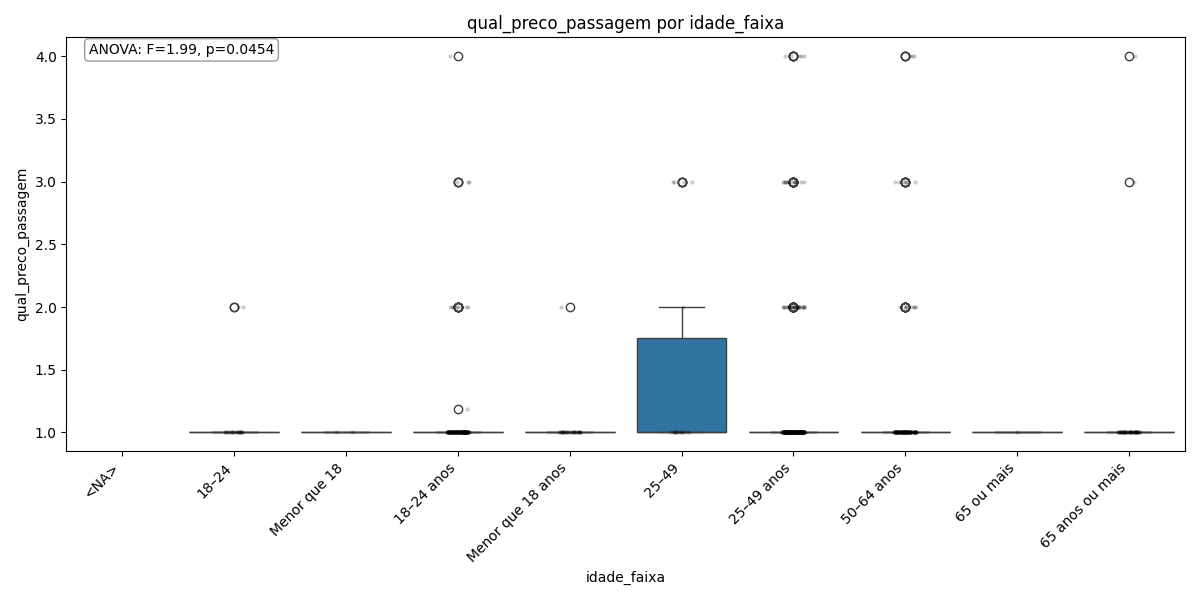 qual_preco_passagem por idade_faixa
ANOVA: F=1.99, p=0.0454
qual_preco_passagem
4.0
3.5
3.0
2.5
2.0
1.5
1.0
<NA>
18–24
Menor que 18
18–24 anos
Menor que 18 anos
25–49
25–49 anos
50–64 anos
65 ou mais
65 anos ou mais
idade_faixa